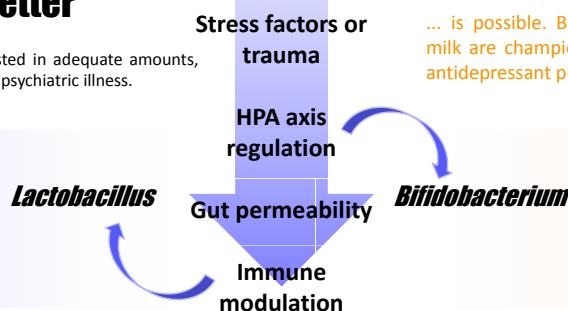 etter
sted in adequate amounts,
psychiatric illness.
Stress factors or
trauma
... is possible. B
milk are champi
antidepressant p
HPA axis
regulation
Lactobacillus
Gut permeability
Bifidobacterium
Immune
modulation